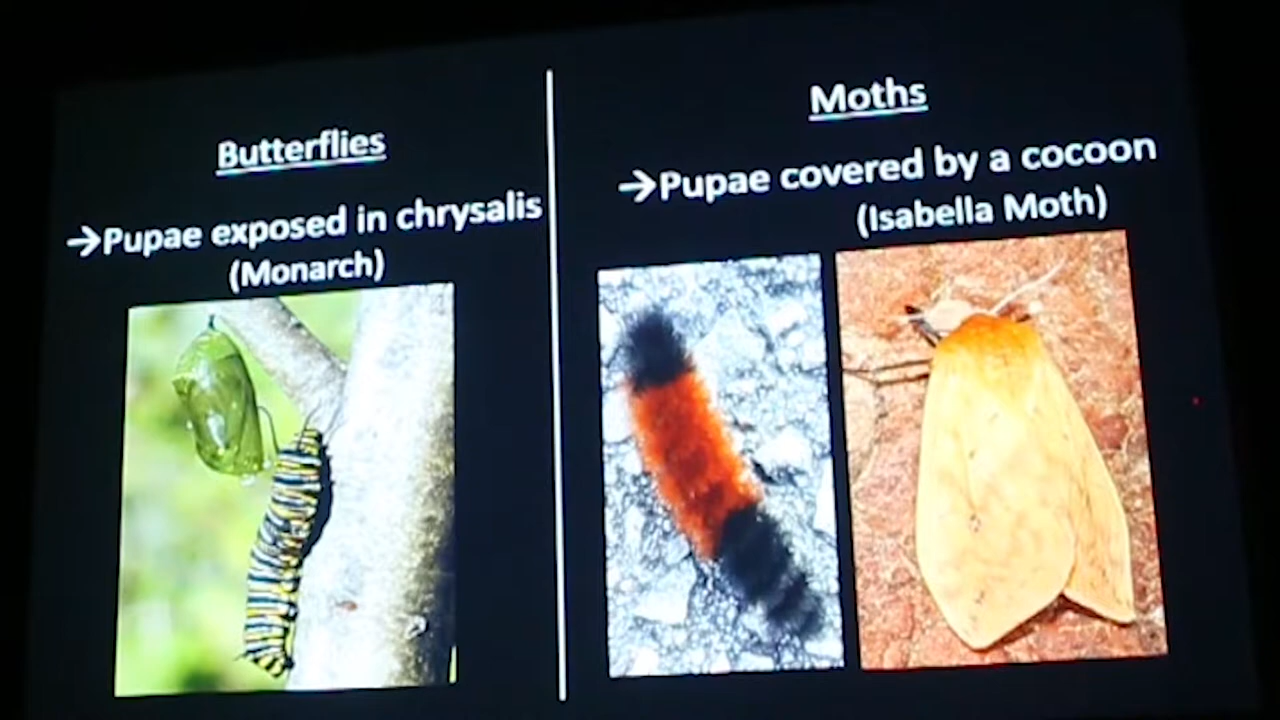 Butterflies
→Pupae exposed in chrysalis
(Monarch)
Moths
→Pupae covered by a cocoon
(Isabella Moth)